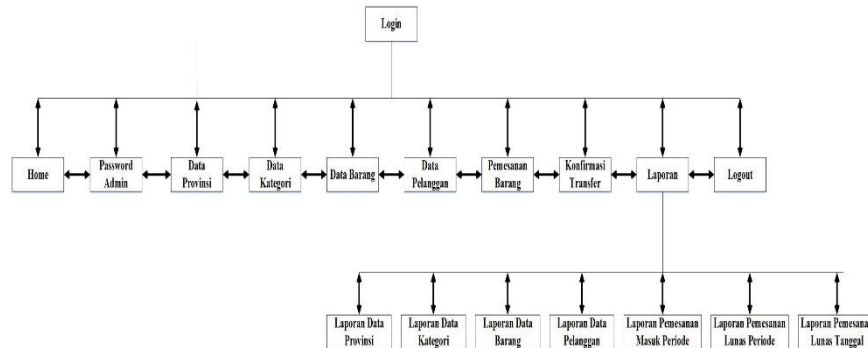 Login
Home
Password
Admin
Data
Provinsi
Data
Kategori
Data Barang
Data
Pelanggan
Pemesanan
Barang
Konfirmasi
Transfer
Laporan
Logout
Laporan Data
Provinsi
Laporan Data
Kategori
Laporan Data
Barang
Laporan Data
Pelanggan
Laporan Pemesanan
Masuk Periode
Laporan Pemesanan
Lunas Periode
Laporan Pemesana
Lunas Tanggal